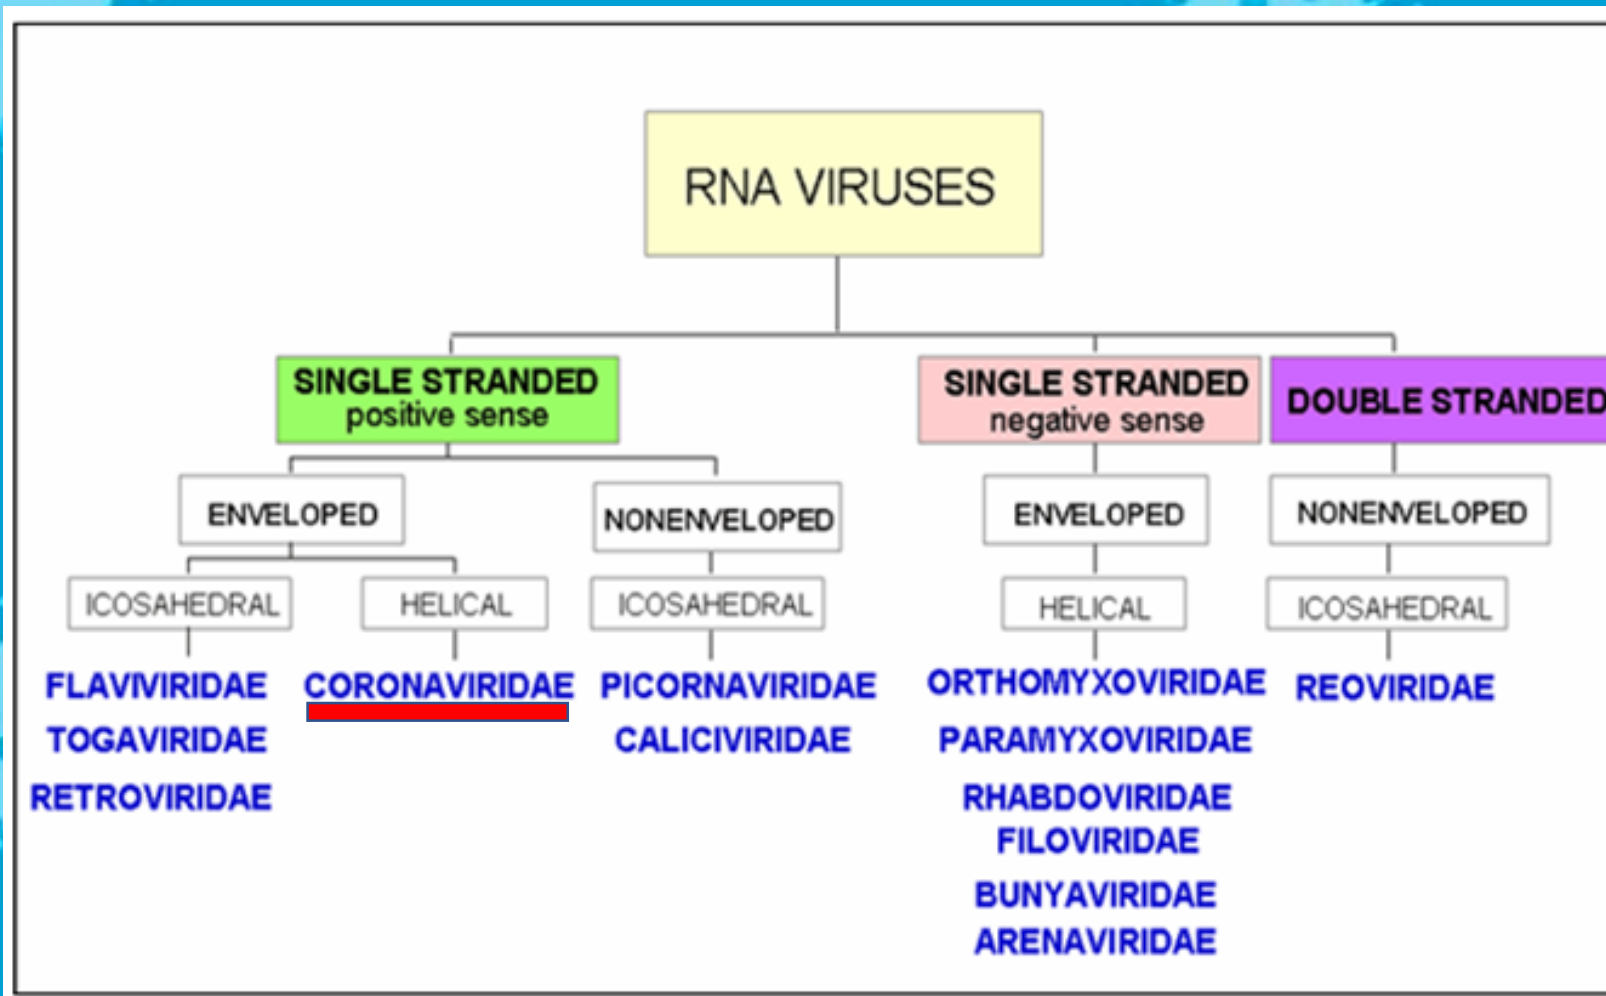 RNA VIRUSES
SINGLE STRANDED
positive sense
SINGLE STRANDED
negative sense
DOUBLE STRANDED
ENVELOPED
NONENVELOPED
ENVELOPED
NONENVELOPED
ICOSAHEDRAL
HELICAL
ICOSAHEDRAL
HELICAL
ICOSAHEDRAL
FLAVIVIRIDAE
TOGAVIRIDAE
RETROVIRIDAE
CORONAVIRIDAE
PICORNAVIRIDAE
CALICIVIRIDAE
ORTHOMYXOVIRIDAE
PARAMYXOVIRIDAE
RHABDOVIRIDAE
FILOVIRIDAE
BUNYAVIRIDAE
ARENAVIRIDAE
REOVIRIDAE